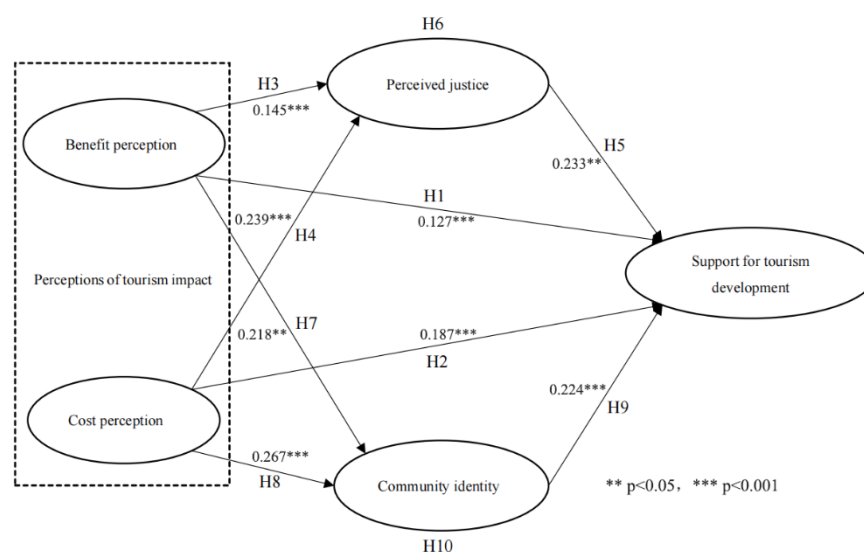 H6
H3
Perceived justice
0.145***
Benefit perception
H5
0.233**
H1
0.239***
0.127***
H4
Support for tourism
development
Perceptions of tourism impact
H7
0.218**
0.187***
H2
0.224***
H9
Cost perception
0.267***
H8
Community identity
** p<0.05, *** p<0.001
H10